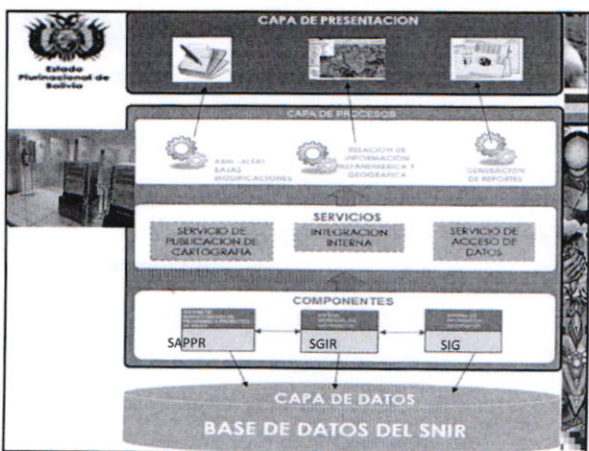 CAPA DE PRESENTACION
Estado
Plurinacional de
Bolivia
CAPA DE PROCESOS
ABM - ALTAS
BAJAS
MODIFICACIONES
RELACION DE
INFORMACION
ALFANUMERICA Y
GEOGRAFICA
GENERACION
DE REPORTES
SERVICIOS
SERVICIO DE
PUBLICACION DE
CARTOGRAFIA
INTEGRACION
INTERNA
SERVICIO DE
ACCESO DE
DATOS
COMPONENTES
SAPPR
SGIR
SIG
CAPA DE DATOS
BASE DE DATOS DEL SNIR